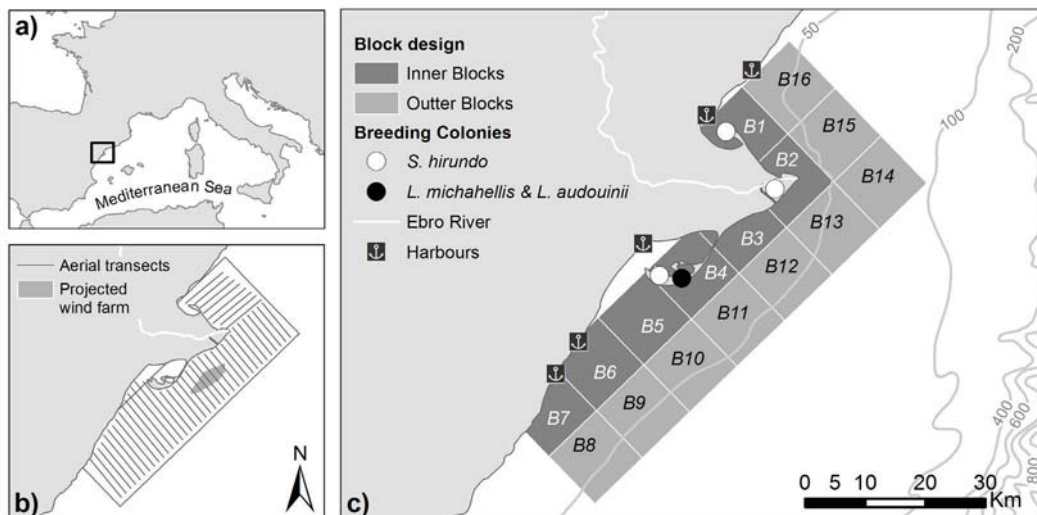 a)
Mediterranean Sea
b)
Aerial transects
Projected
wind farm
N
c)
Block design
Inner Blocks
Outter Blocks
Breeding Colonies
S. hirundo
L. michahellis & L. audouinii
Ebro River
Harbours
B16
B15
B14
B1
B2
B13
B3
B12
B4
B11
B5
B10
B6
B9
B7
B8
50
100
200
400
600
800
0 5 10 20 30
Km